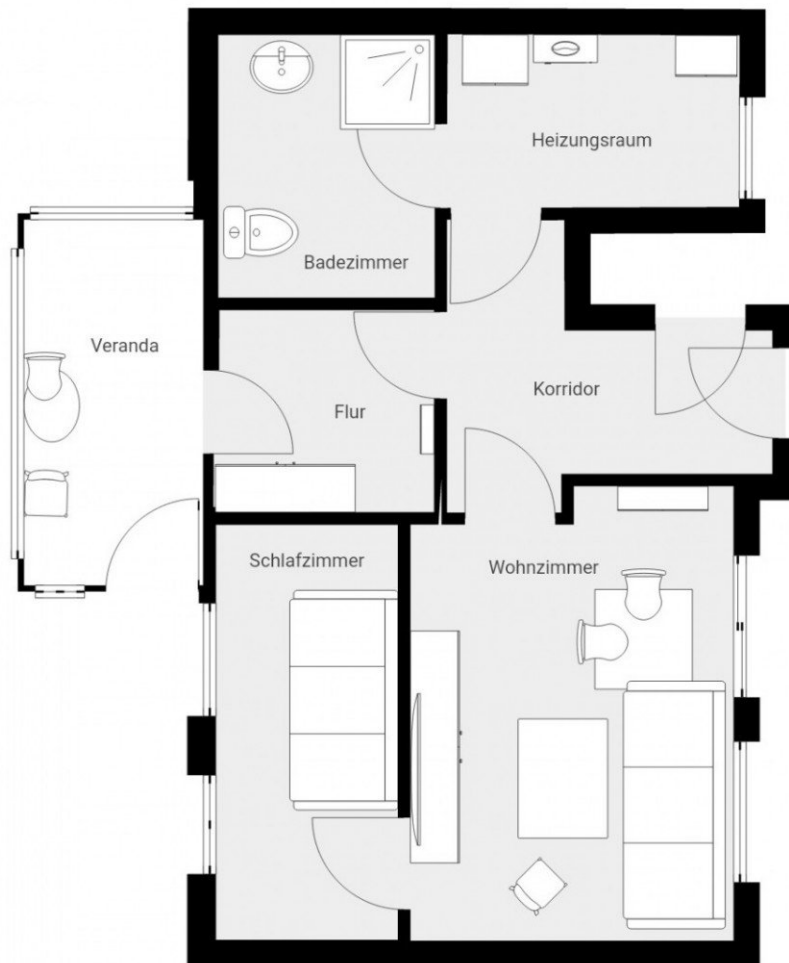 Heizungsraum
Badezimmer
Veranda
Flur
Korridor
Schlafzimmer
Wohnzimmer